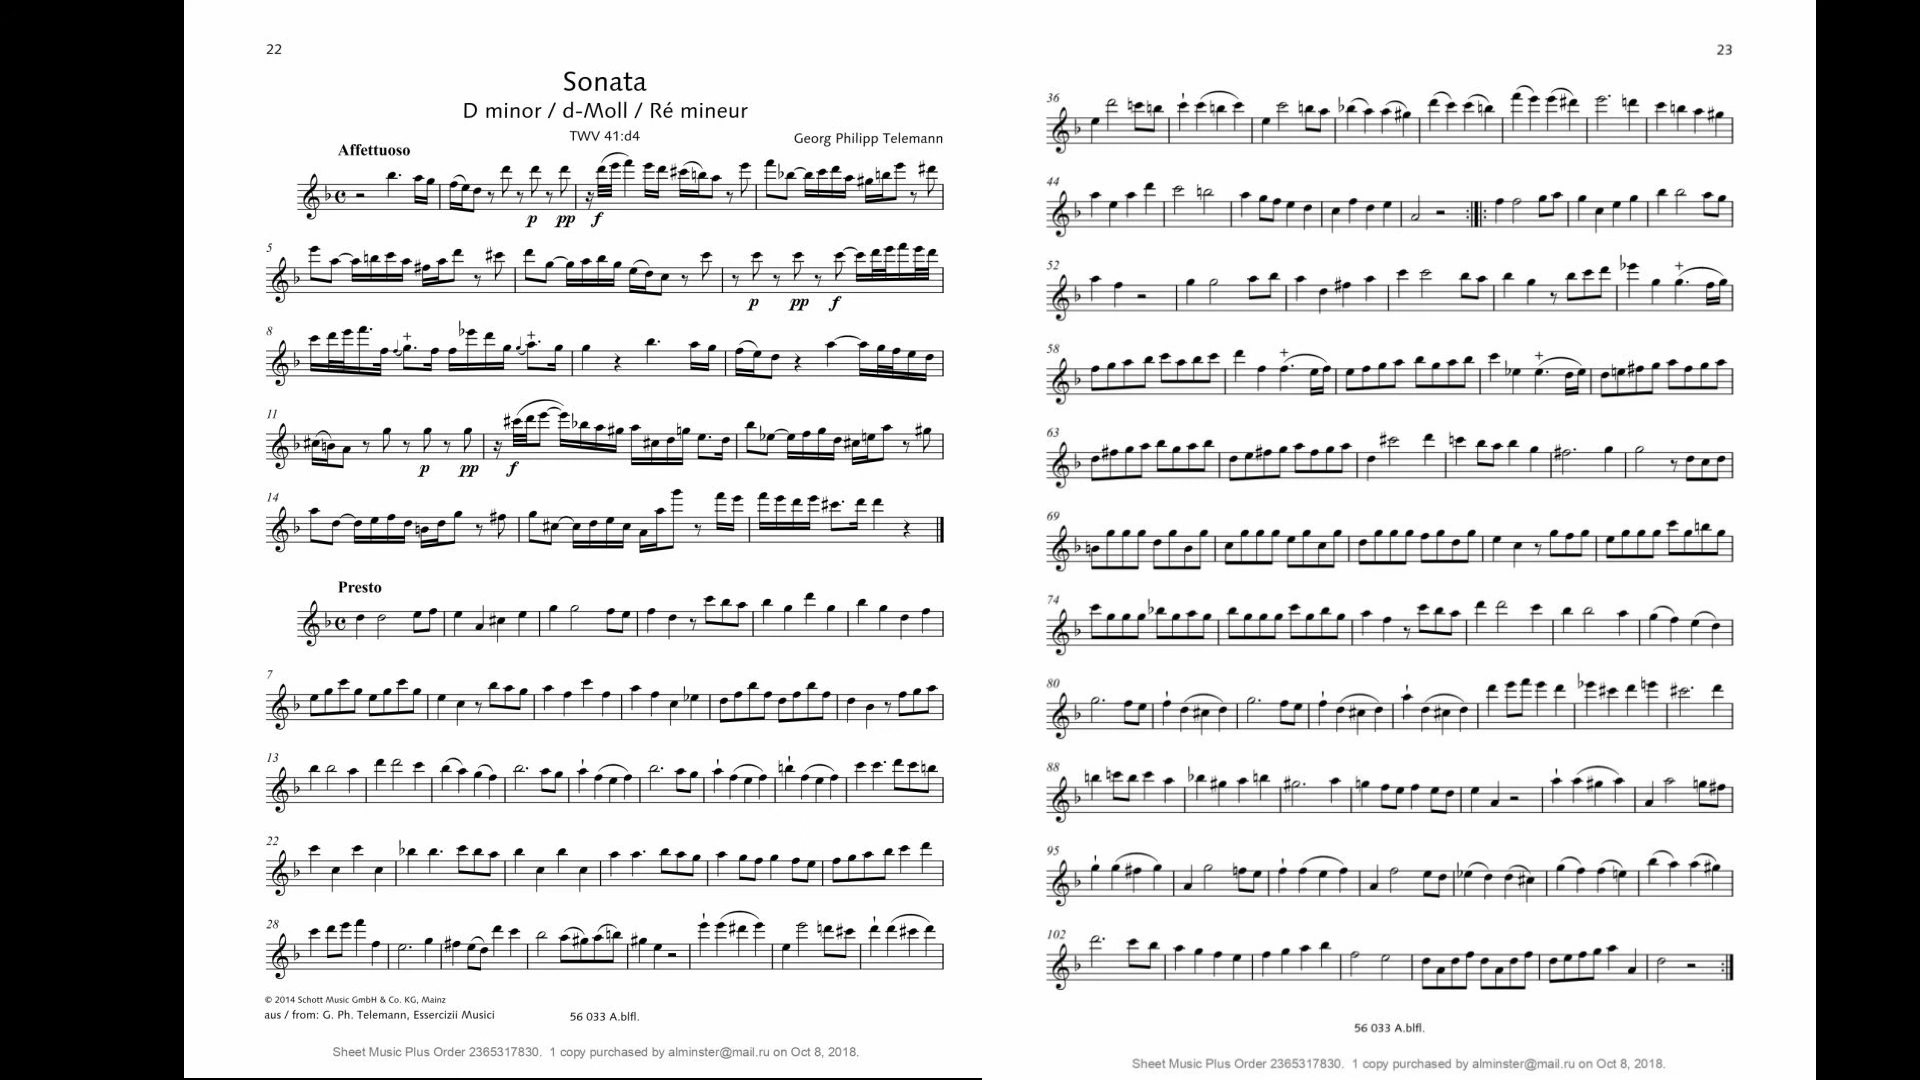 22
Sonata
D minor / d-Moll / Ré mineur
TWV 41:d4
Georg Philipp Telemann
Affettuoso
p pp f
5
p pp f
8
11
p pp f
14
Presto
7
13
22
28
© 2014 Schott Music GmbH & Co. KG, Mainz
aus / from: G. Ph. Telemann, Essercizii Musici
56 033 A.blfl.
Sheet Music Plus Order 2365317830. 1 copy purchased by alminster@mail.ru on Oct 8, 2018.
23
36
44
52
58
63
69
74
80
88
95
102
56 033 A.blfl.
Sheet Music Plus Order 2365317830. 1 copy purchased by alminster@mail.ru on Oct 8, 2018.